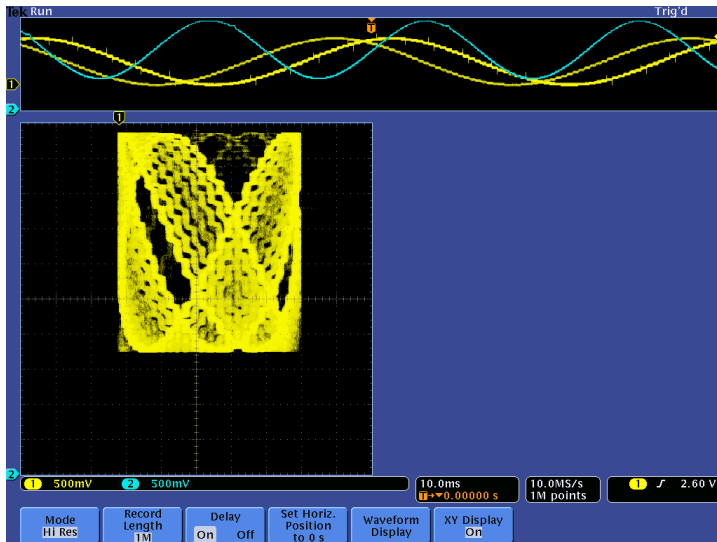 Tek Run Trig'd
T
1
2
1
2
1 500mV 2 500mV
10.0ms
T→▼0.00000 s
10.0MS/s
1M points
1 ∫ 2.60 V
Mode
Hi Res
Record
Length
1M
Delay
On Off
Set Horiz.
Position
to 0 s
Waveform
Display
XY Display
On